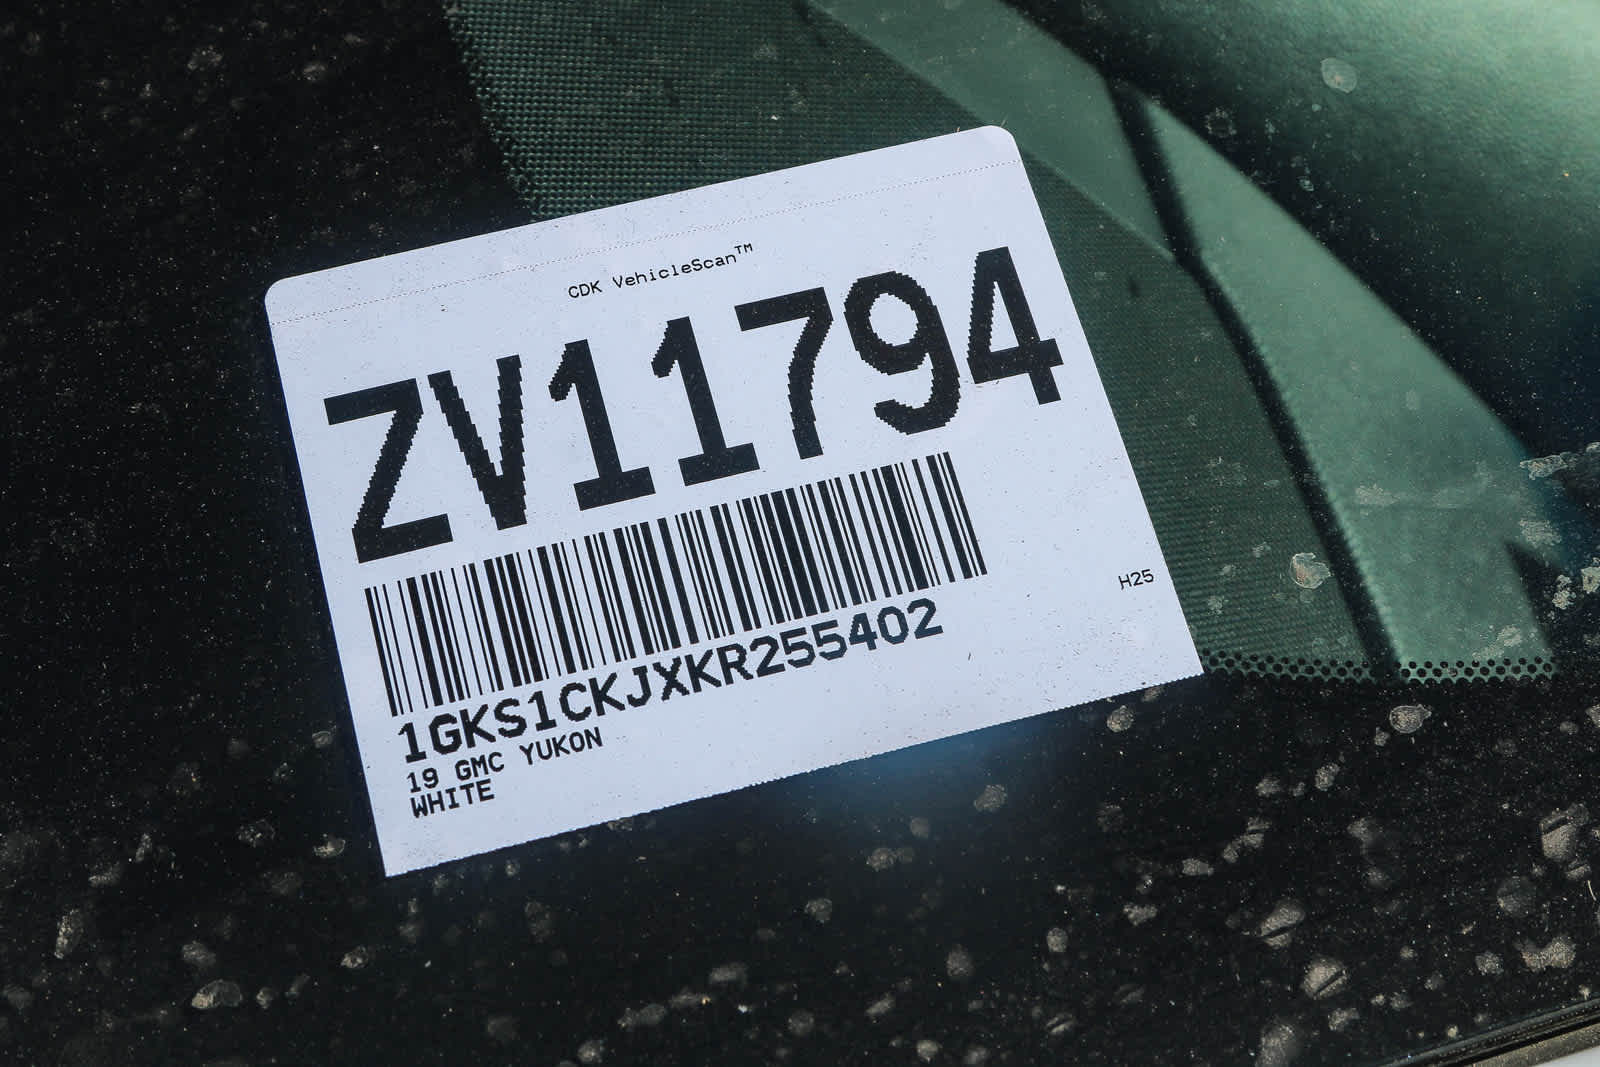 CDK VehicleScan™
ZV11794
H25
1GKS1CKJXKR255402
19 GMC YUKON
WHITE